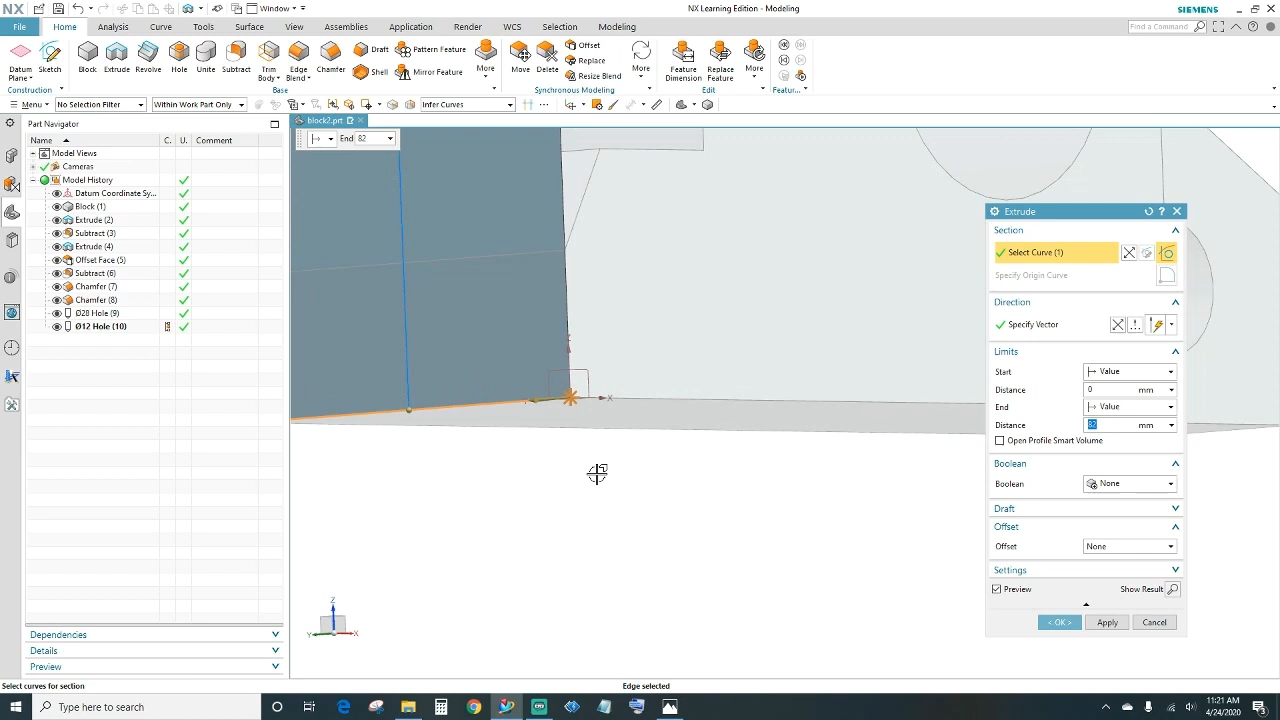 NX
Window
NX Learning Edition - Modeling
SIEMENS
File
Home
Analysis
Curve
Tools
Surface
View
Assemblies
Application
Render
WCS
Selection
Modeling
Find a Command
Datum Plane
Sketch
Block
Extrude
Revolve
Hole
Unite
Subtract
Trim Body
Edge Blend
Chamfer
Draft
Shell
Pattern Feature
Mirror Feature
More
Move
Delete
Offset
Replace
Resize Blend
More
Feature Dimension
Replace Feature
More
Construction
Base
Synchronous Modeling
Edit
Featur...
Menu
No Selection Filter
Within Work Part Only
Infer Curves
Part Navigator
block2.prt
End 82
Name
C.
U.
Comment
Model Views
Cameras
Model History
Datum Coordinate Sy...
Block (1)
Extrude (2)
Subtract (3)
Extrude (4)
Offset Face (5)
Subtract (6)
Chamfer (7)
Chamfer (8)
Ø28 Hole (9)
Ø12 Hole (10)
Dependencies
Details
Preview
X
Z
Y
X
Extrude
Section
Select Curve (1)
Specify Origin Curve
Direction
Specify Vector
Limits
Start
Value
Distance
0 mm
End
Value
Distance
82 mm
Open Profile Smart Volume
Boolean
Boolean
None
Draft
Offset
Offset
None
Settings
Preview
Show Result
< OK >
Apply
Cancel
Select curves for section
Edge selected
Type here to search
11:21 AM
4/24/2020